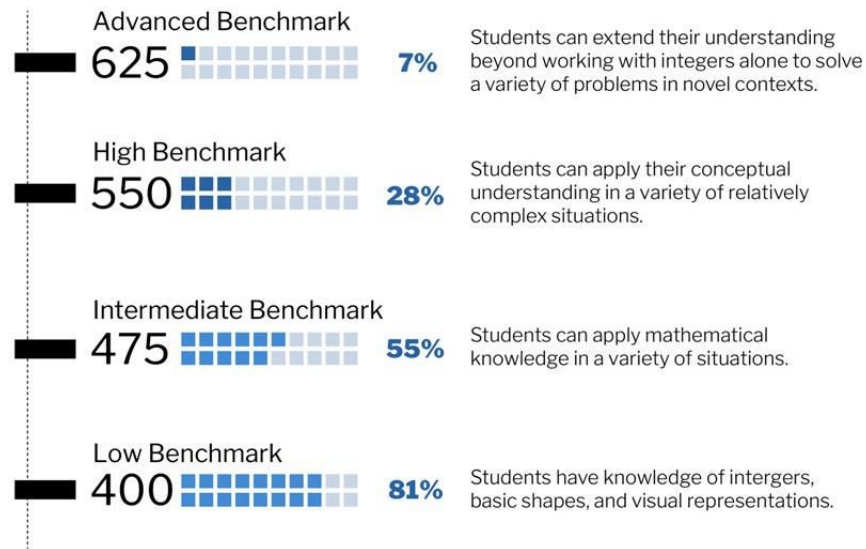 Advanced Benchmark
625
7%
Students can extend their understanding
beyond working with integers alone to solve
a variety of problems in novel contexts.
High Benchmark
550
28%
Students can apply their conceptual
understanding in a variety of relatively
complex situations.
Intermediate Benchmark
475
55%
Students can apply mathematical
knowledge in a variety of situations.
Low Benchmark
400
81%
Students have knowledge of intergers,
basic shapes, and visual representations.